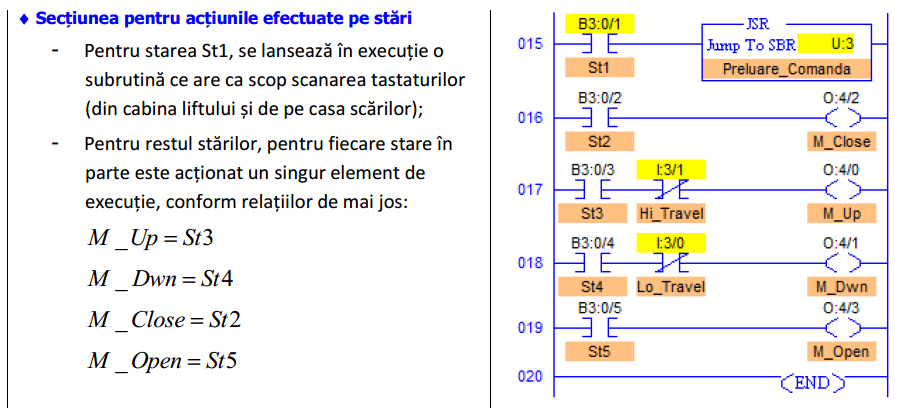 ♦ Secțiunea pentru acțiunile efectuate pe stări
- Pentru starea St1, se lansează în execuție o
subrutină ce are ca scop scanarea tastaturilor
(din cabina liftului și de pe casa scărilor);
- Pentru restul stărilor, pentru fiecare stare în
parte este acționat un singur element de
execuție, conform relațiilor de mai jos:
M _Up = St3
M _ Dwn = St4
M _Close = St2
M _Open = St5
B3:0/1
JSR
015
Jump To SBR U:3
St1
Preluare_Comanda
B3:0/2 O:4/2
016
St2 M_Close
B3:0/3 I:3/1 O:4/0
017
St3 Hi_Travel M_Up
B3:0/4 I:3/0 O:4/1
018
St4 Lo_Travel M_Dwn
B3:0/5 O:4/3
019
St5 M_Open
020
END